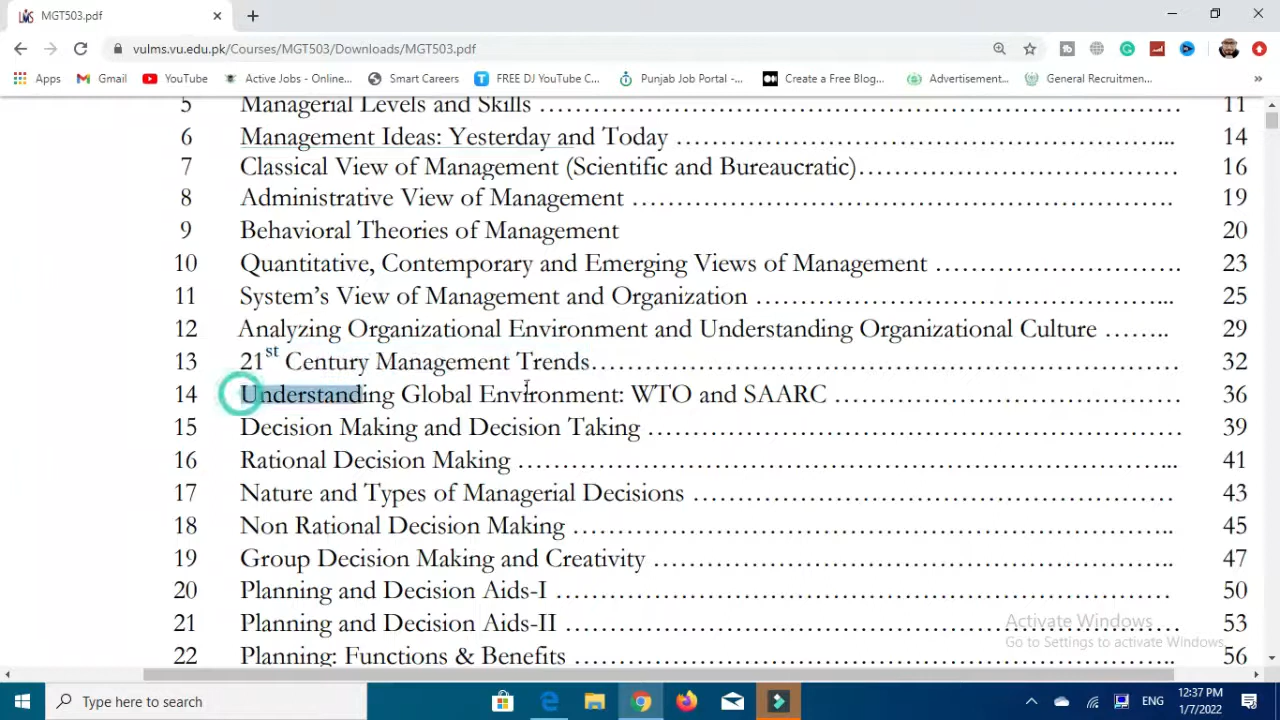 MGT503.pdf
vulms.vu.edu.pk/Courses/MGT503/Downloads/MGT503.pdf
Apps Gmail YouTube Active Jobs - Online... Smart Careers FREE DJ YouTube C... Punjab Job Portal -... Create a Free Blog... Advertisement... General Recruitmen... »
5 Managerial Levels and Skills ……………………………………………………………… 11
6 Management Ideas: Yesterday and Today …………………………………………………... 14
7 Classical View of Management (Scientific and Bureaucratic)……………………………… 16
8 Administrative View of Management ……………………………………………………. 19
9 Behavioral Theories of Management 20
10 Quantitative, Contemporary and Emerging Views of Management ………………………. 23
11 System's View of Management and Organization ………………………………………... 25
12 Analyzing Organizational Environment and Understanding Organizational Culture …….. 29
13 21st Century Management Trends………………………………………………………… 32
14 Understanding Global Environment: WTO and SAARC ………………………………… 36
15 Decision Making and Decision Taking …………………………………………………… 39
16 Rational Decision Making ………………………………………………………………... 41
17 Nature and Types of Managerial Decisions ……………………………………………… 43
18 Non Rational Decision Making ………………………………………………………….. 45
19 Group Decision Making and Creativity ………………………………………………….. 47
20 Planning and Decision Aids-I …………………………………………………………… 50
21 Planning and Decision Aids-II …………………………………………………………… 53
22 Planning: Functions & Benefits ………………………………………………………….. 56
Activate Windows
Go to Settings to activate Windows.
Type here to search
ENG
12:37 PM
1/7/2022